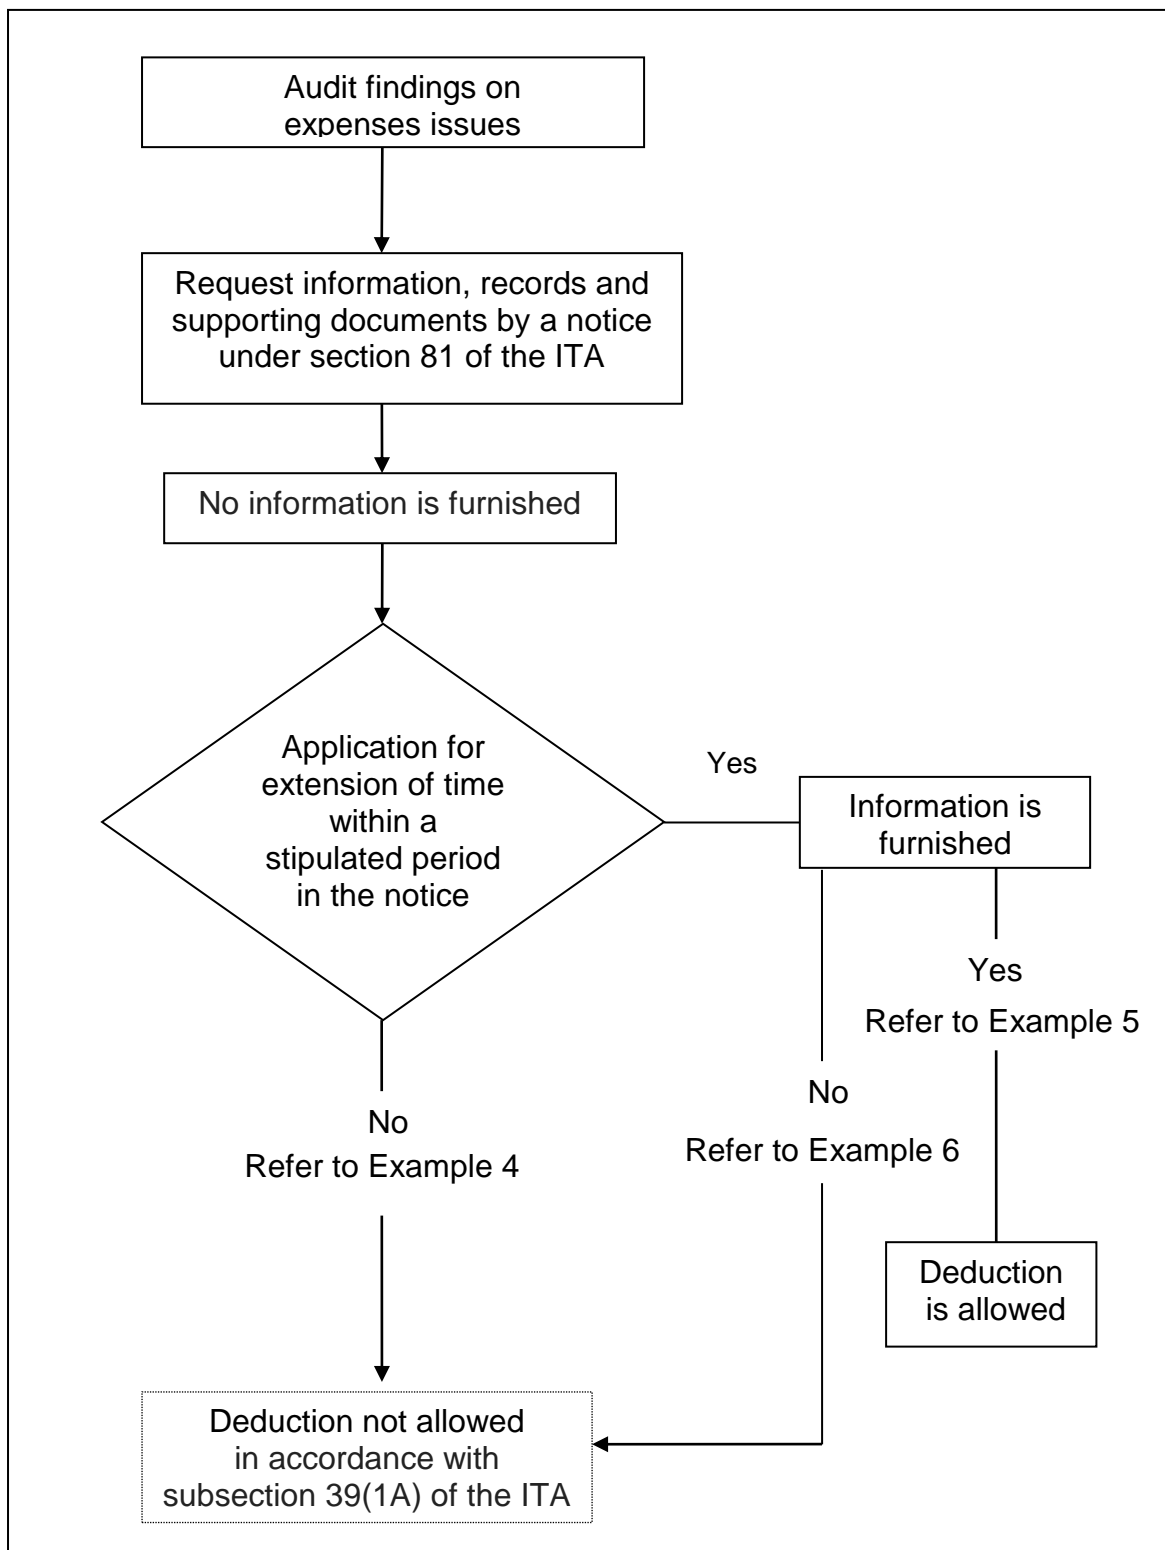 Audit findings on
expenses issues
Request information, records and
supporting documents by a notice
under section 81 of the ITA
No information is furnished
Application for
extension of time
within a
stipulated period
in the notice
Yes
Information is
furnished
Yes
Refer to Example 5
No
Refer to Example 6
No
Refer to Example 4
Deduction
is allowed
Deduction not allowed
in accordance with
subsection 39(1A) of the ITA